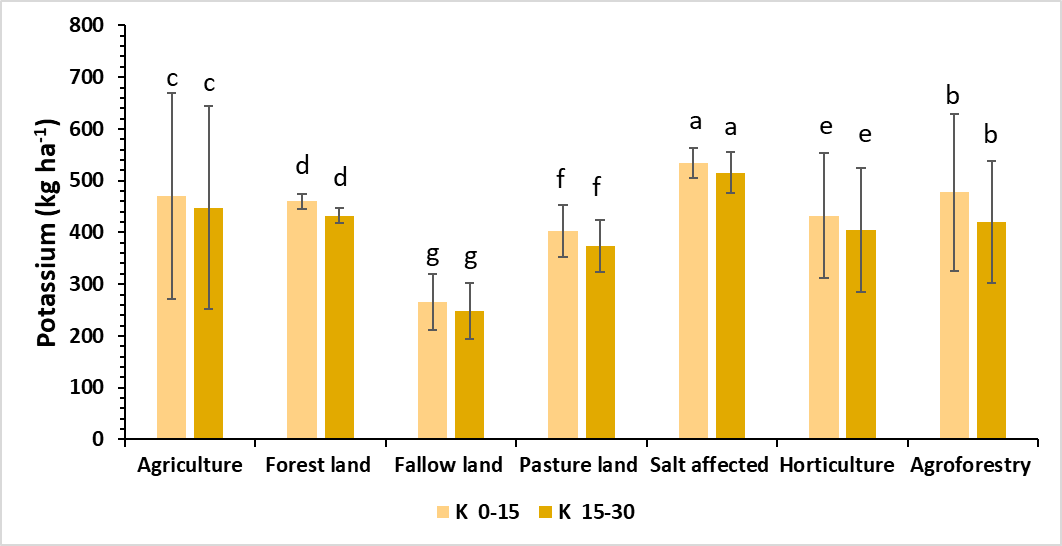 800
700
600
500
400
300
200
100
0
Potassium (kg ha-1)
c c
d d
g g
f f
a a
e e
b b
Agriculture Forest land Fallow land Pasture land Salt affected Horticulture Agroforestry
K 0-15 K 15-30